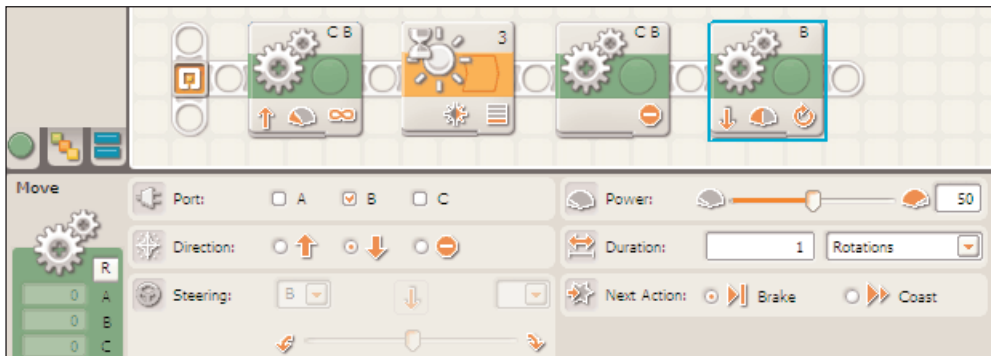 C B
3
C B
B
Move
Port:
A
B
C
Power:
50
Direction:
Duration:
1
Rotations
R
Steering:
B
Next Action:
Brake
Coast
0
A
0
B
0
C